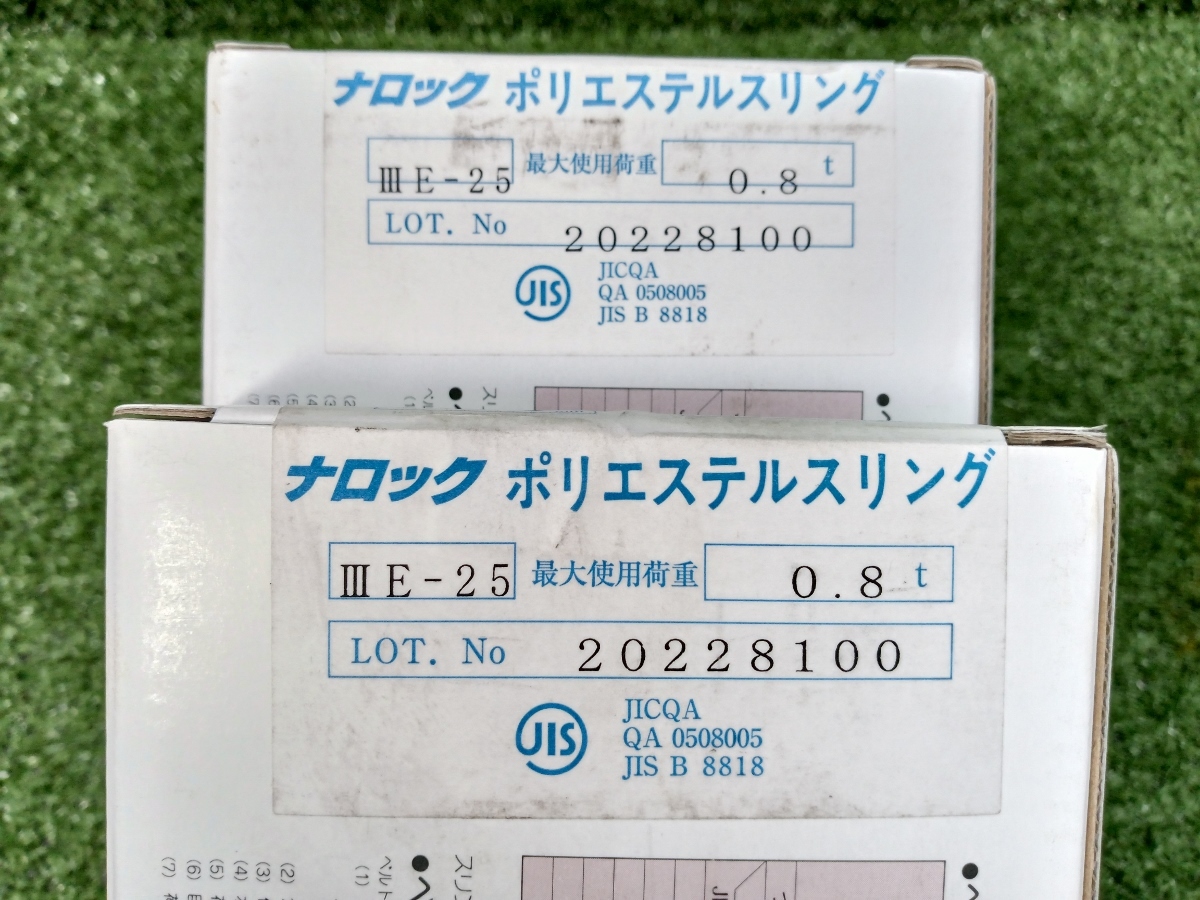 ナロック ポリエステルスリング
ⅢE-25 最大使用荷重 0.8 t
LOT. No 20228100
JIS
JICQA
QA 0508005
JIS B 8818
ナロック ポリエステルスリング
ⅢE-25 最大使用荷重 0.8 t
LOT. No 20228100
JIS
JICQA
QA 0508005
JIS B 8818